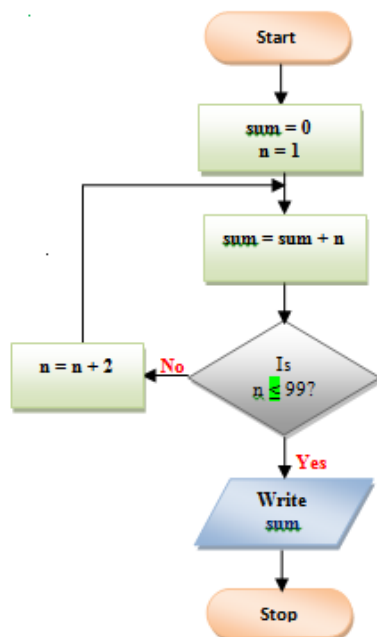 Start
sum = 0
n = 1
sum = sum + n
Is
n ≤ 99?
No
n = n + 2
Yes
Write
sum
Stop